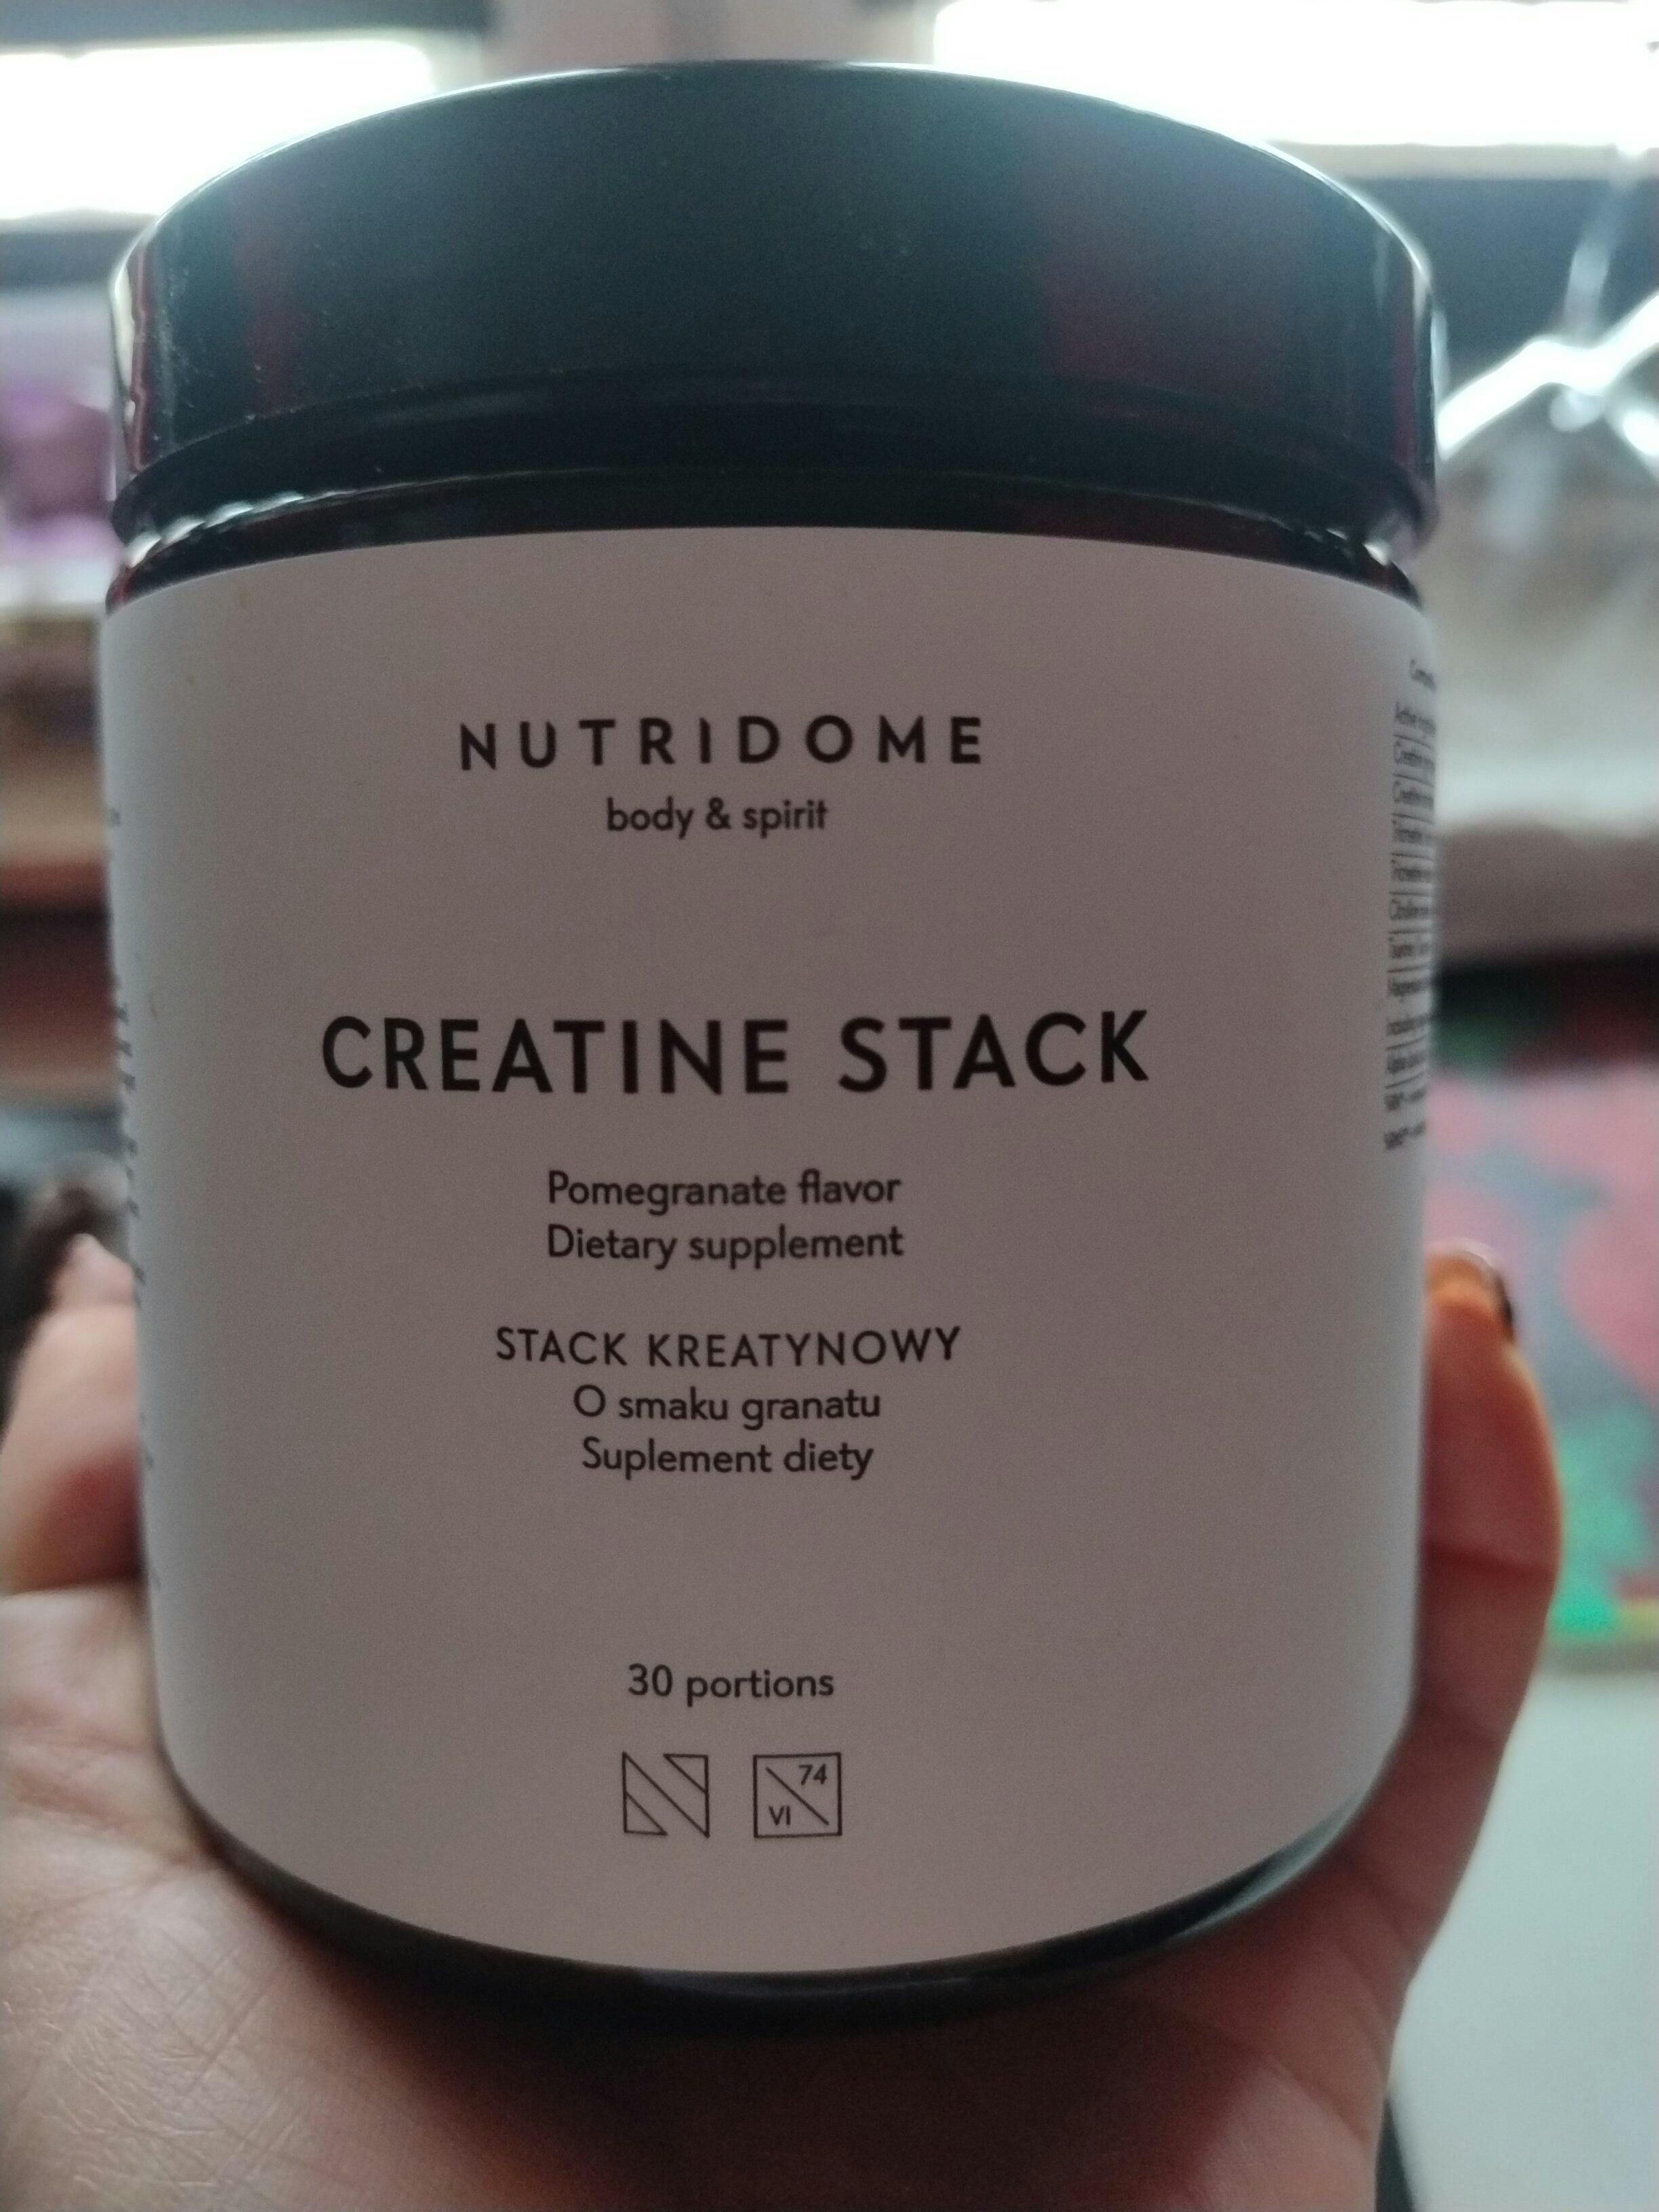 NUTRIDOME
body & spirit
CREATINE STACK
Pomegranate flavor
Dietary supplement
STACK KREATYNOWY
O smaku granatu
Suplement diety
30 portions
74
VI